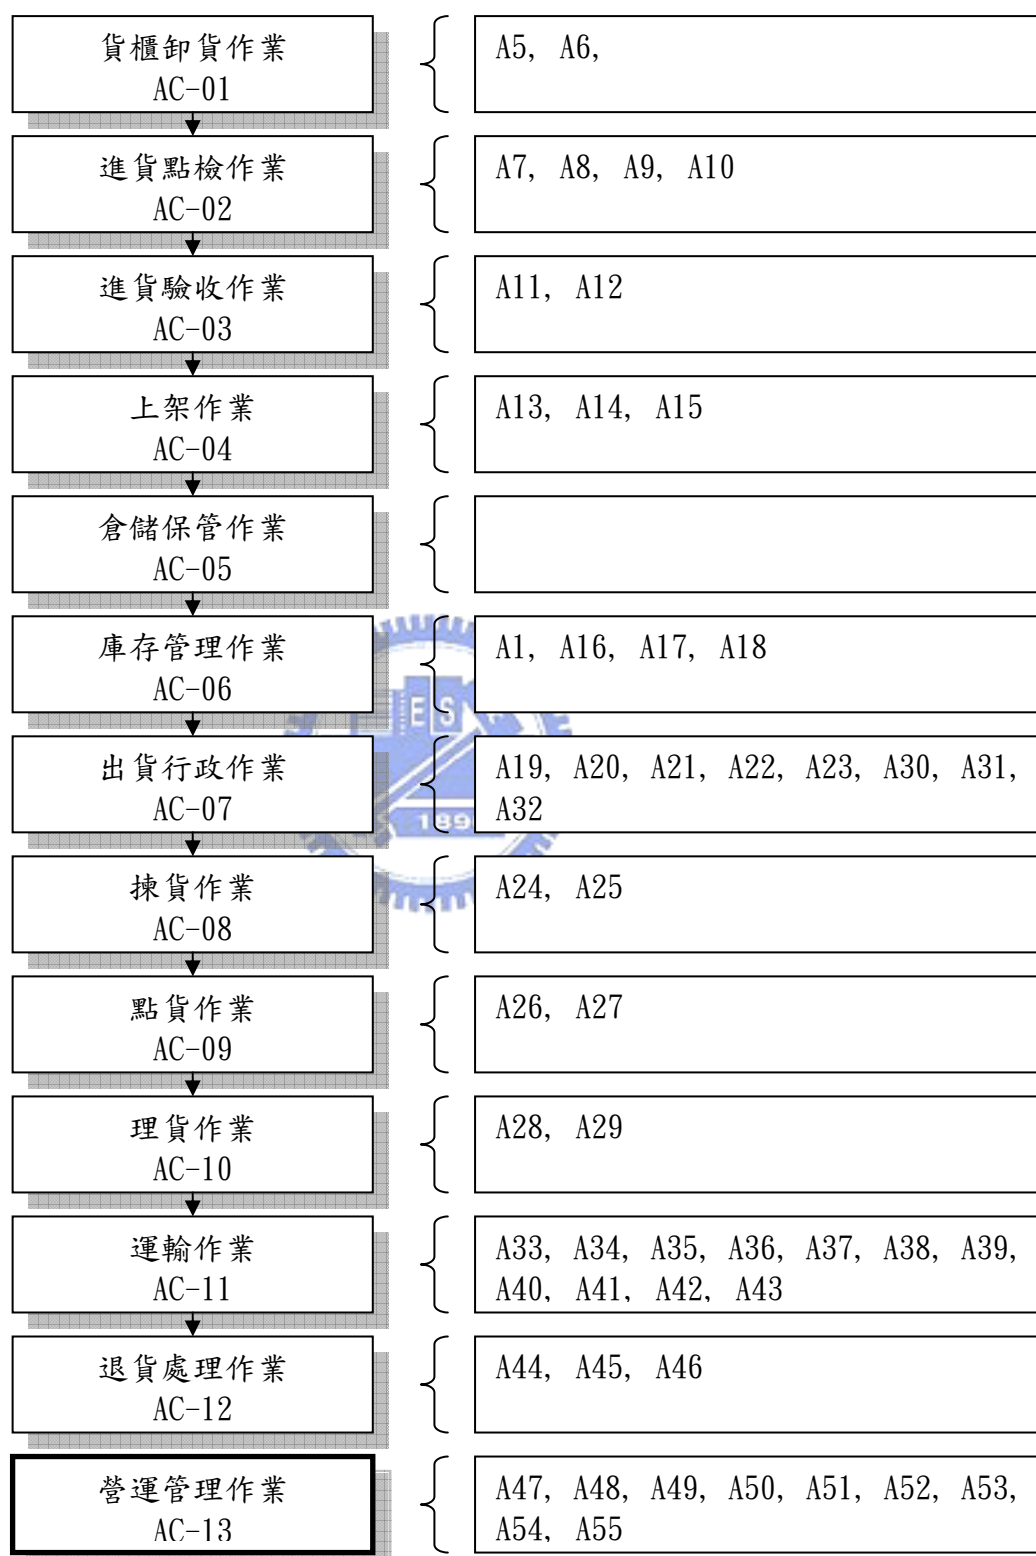 貨櫃卸貨作業
AC-01
A5, A6,
進貨點檢作業
AC-02
A7, A8, A9, A10
進貨驗收作業
AC-03
A11, A12
上架作業
AC-04
A13, A14, A15
倉儲保管作業
AC-05
庫存管理作業
AC-06
A1, A16, A17, A18
出貨行政作業
AC-07
A19, A20, A21, A22, A23, A30, A31,
A32
揀貨作業
AC-08
A24, A25
點貨作業
AC-09
A26, A27
理貨作業
AC-10
A28, A29
運輸作業
AC-11
A33, A34, A35, A36, A37, A38, A39,
A40, A41, A42, A43
退貨處理作業
AC-12
A44, A45, A46
營運管理作業
AC-13
A47, A48, A49, A50, A51, A52, A53,
A54, A55
ES
189